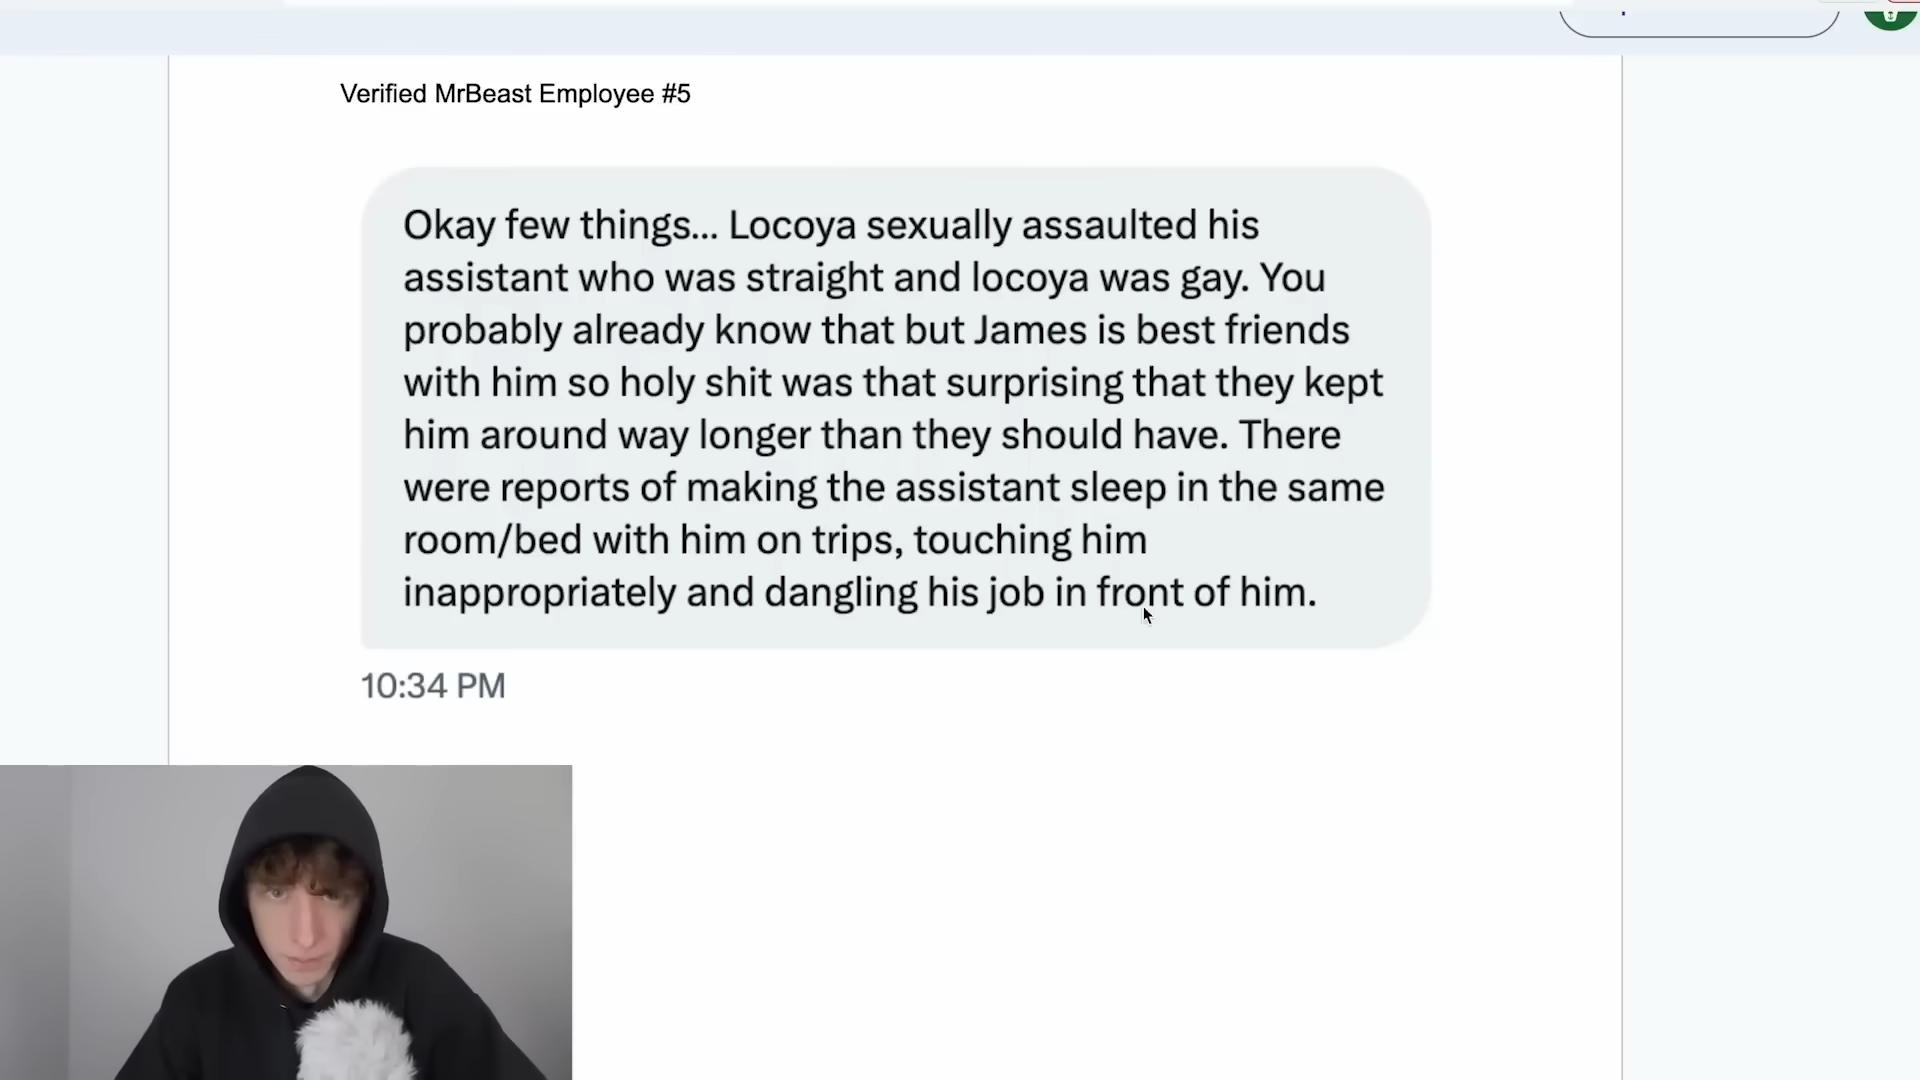 Verified MrBeast Employee #5
Okay few things... Locoya sexually assaulted his
assistant who was straight and locoya was gay. You
probably already know that but James is best friends
with him so holy shit was that surprising that they kept
him around way longer than they should have. There
were reports of making the assistant sleep in the same
room/bed with him on trips, touching him
inappropriately and dangling his job in front of him.
10:34 PM